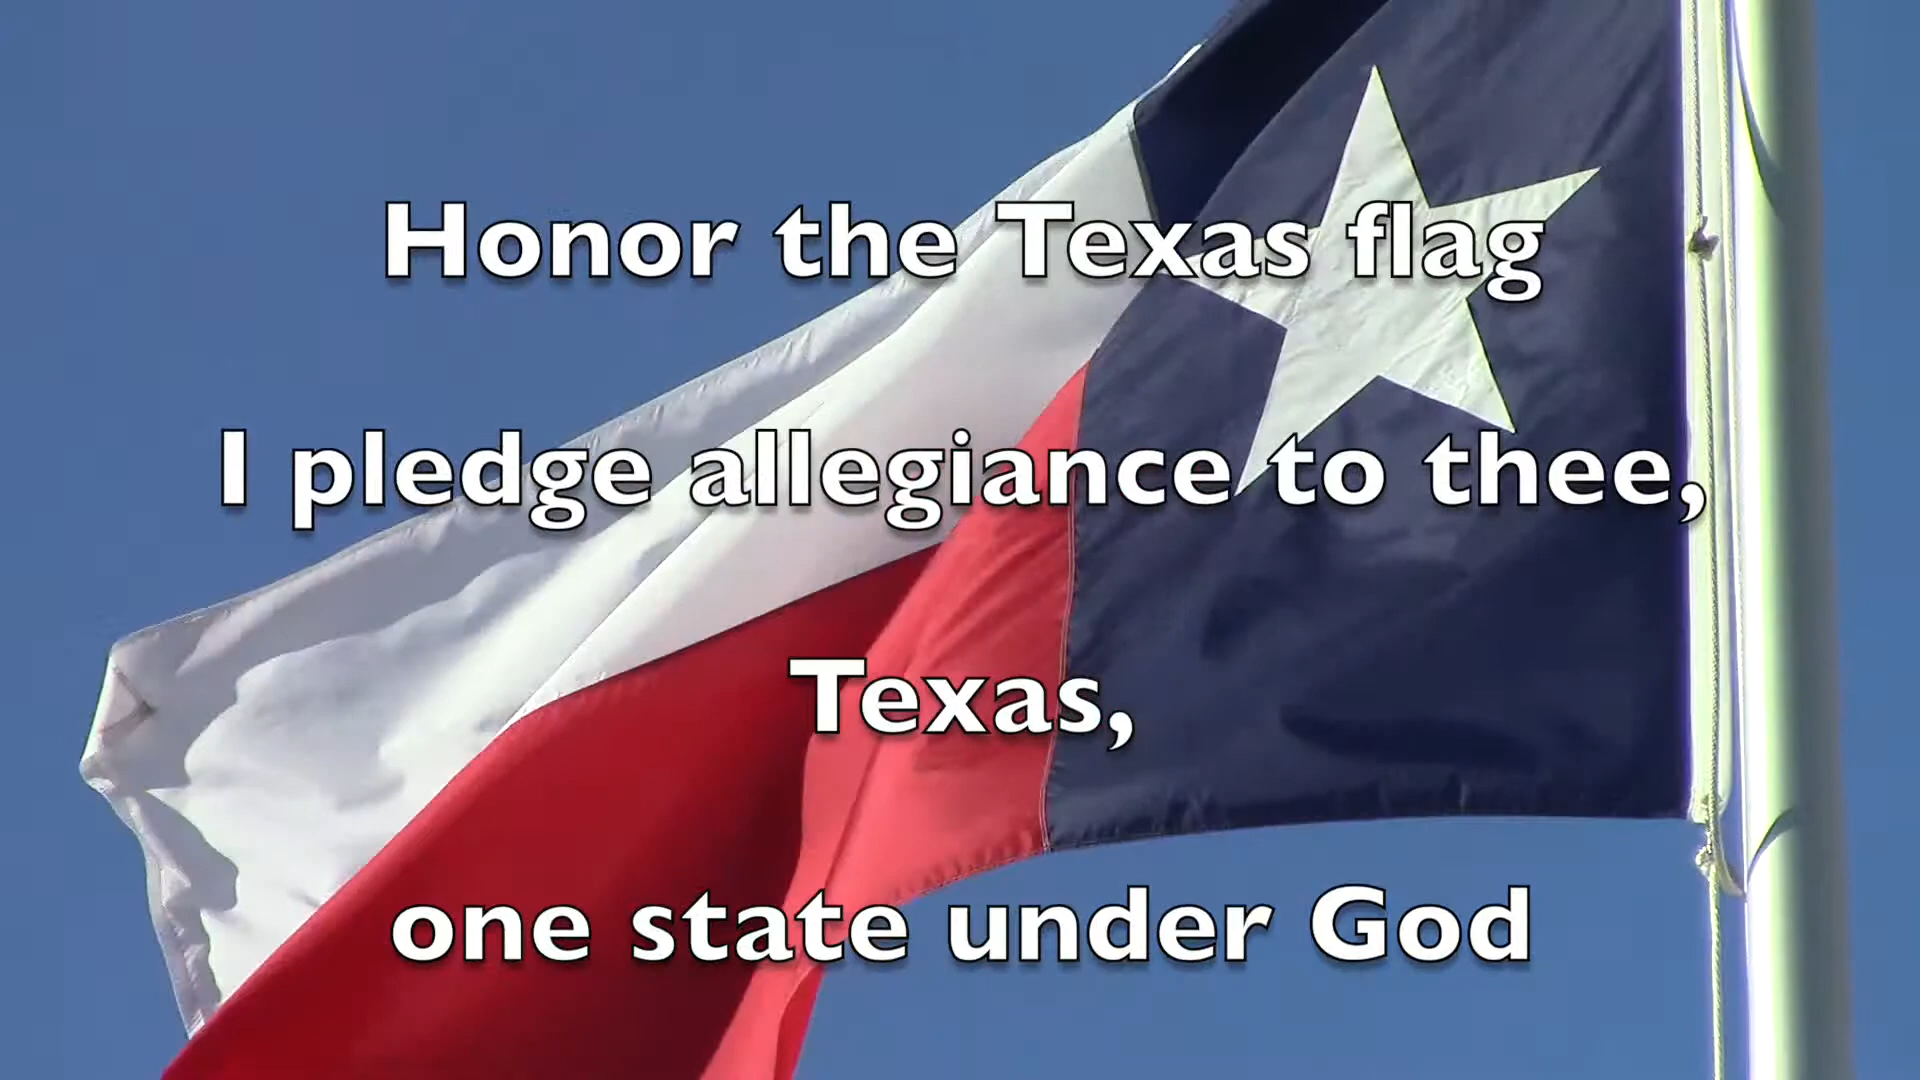 Honor the Texas flag
I pledge allegiance to thee,
Texas,
one state under God